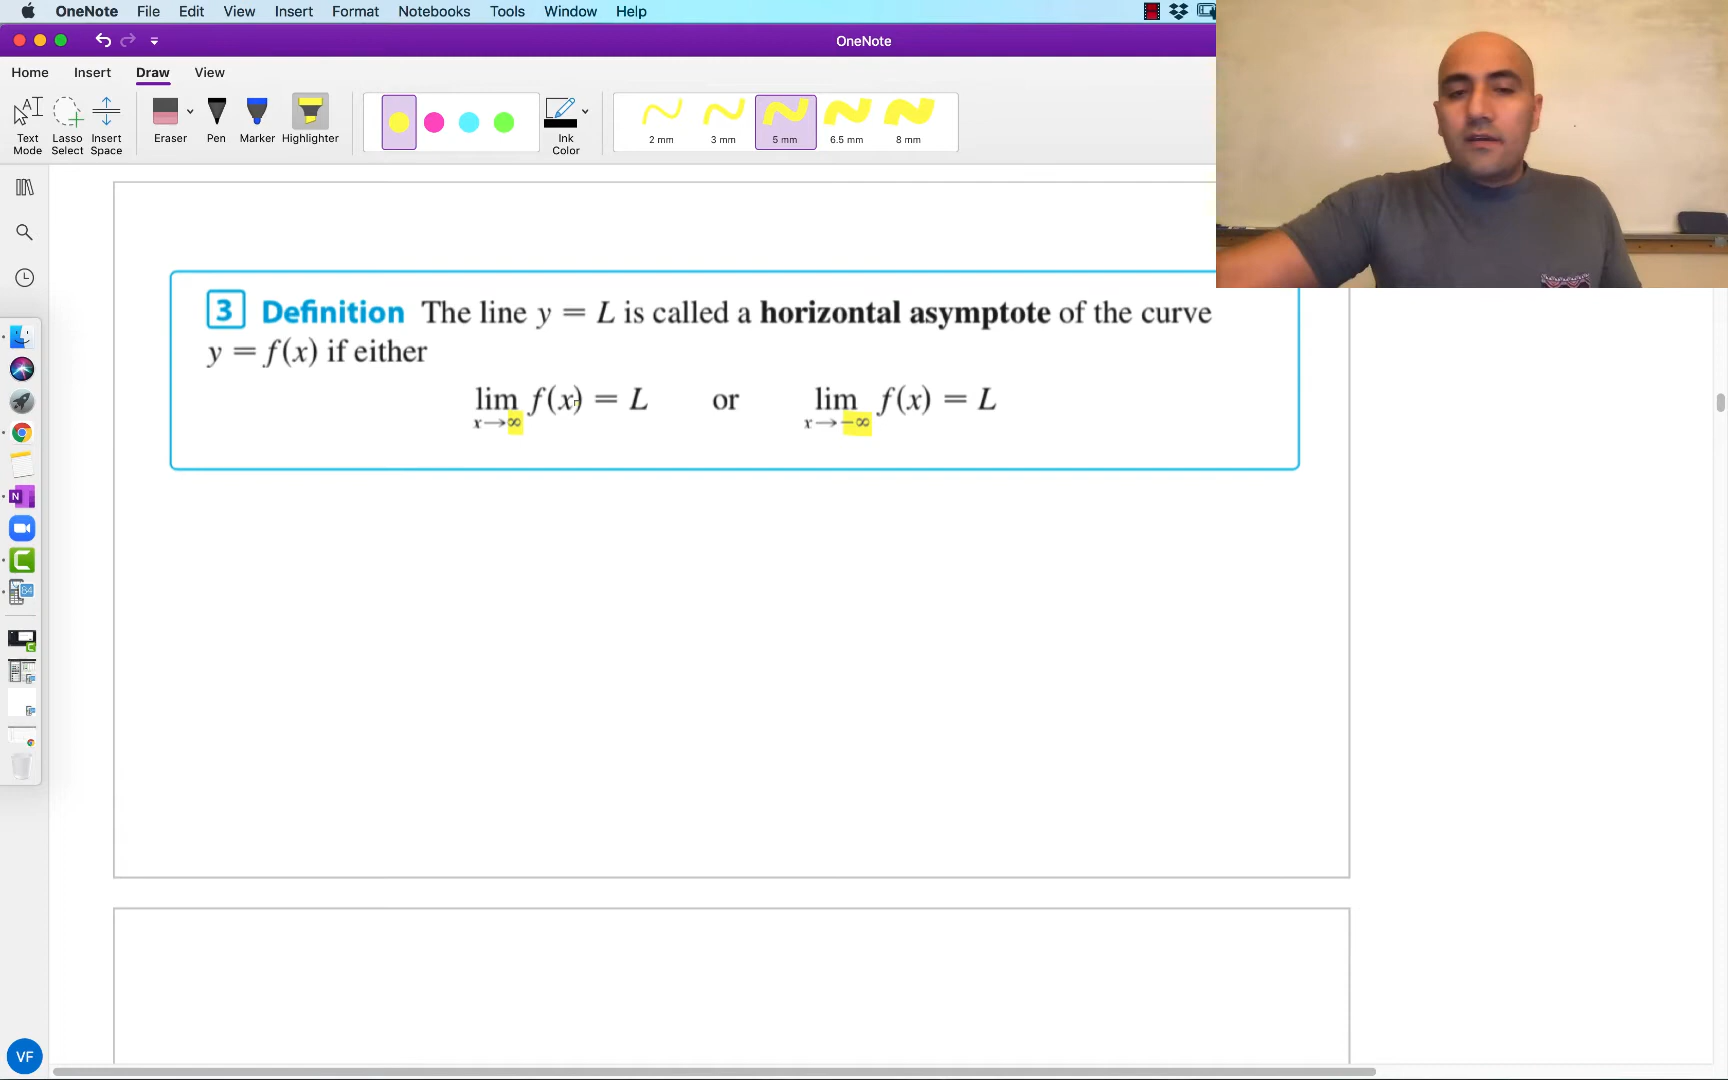 OneNote File Edit View Insert Format Notebooks Tools Window Help
OneNote
Home Insert Draw View
Text Mode
Lasso Select
Insert Space
Eraser
Pen
Marker
Highlighter
Ink Color
2 mm
3 mm
5 mm
6.5 mm
8 mm
3 Definition The line y = L is called a horizontal asymptote of the curve
y = f(x) if either
lim f(x) = L or lim f(x) = L
x→∞ x→−∞
N
64
VF